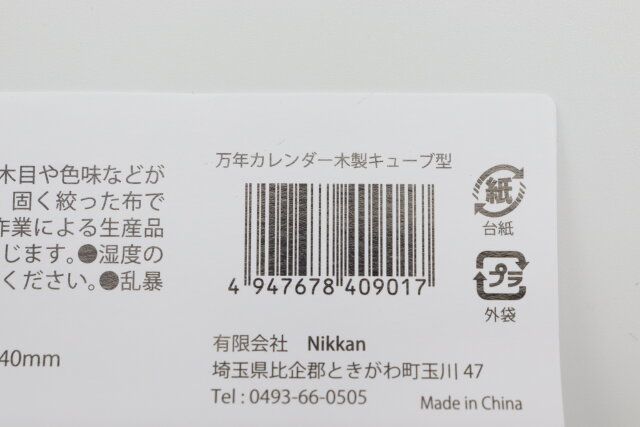 木目や色味などが
固く絞った布で
作業による生産品
じます。●湿度の
ください。●乱暴
40mm
万年カレンダー木製キューブ型
4 947678 409017
有限会社 Nikkan
埼玉県比企郡ときがわ町玉川 47
Tel : 0493-66-0505
Made in China
紙
台紙
プラ
外袋